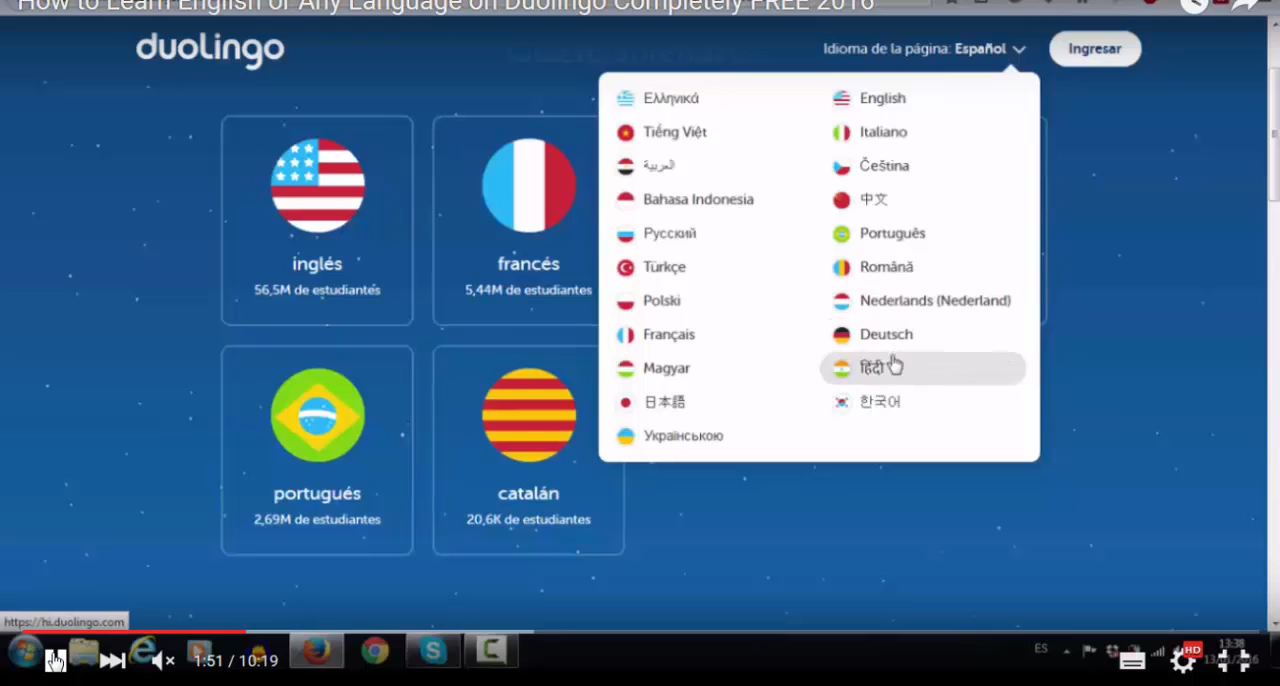 How to Learn English or Any Language on Duolingo Completely FREE 2016
duolingo
Idioma de la página: Español
Ingresar
Ελληνικά
English
Tiếng Việt
Italiano
العربية
Čeština
Bahasa Indonesia
中文
Русский
Português
Türkçe
Română
Polski
Nederlands (Nederland)
Français
Deutsch
Magyar
हिंदी
日本語
한국어
Українською
inglés
56,5M de estudiantes
francés
5,44M de estudiantes
portugués
2,69M de estudiantes
catalán
20,6K de estudiantes
https://hi.duolingo.com
1:51 / 10:19
ES
HD
13:38
13/01/2016